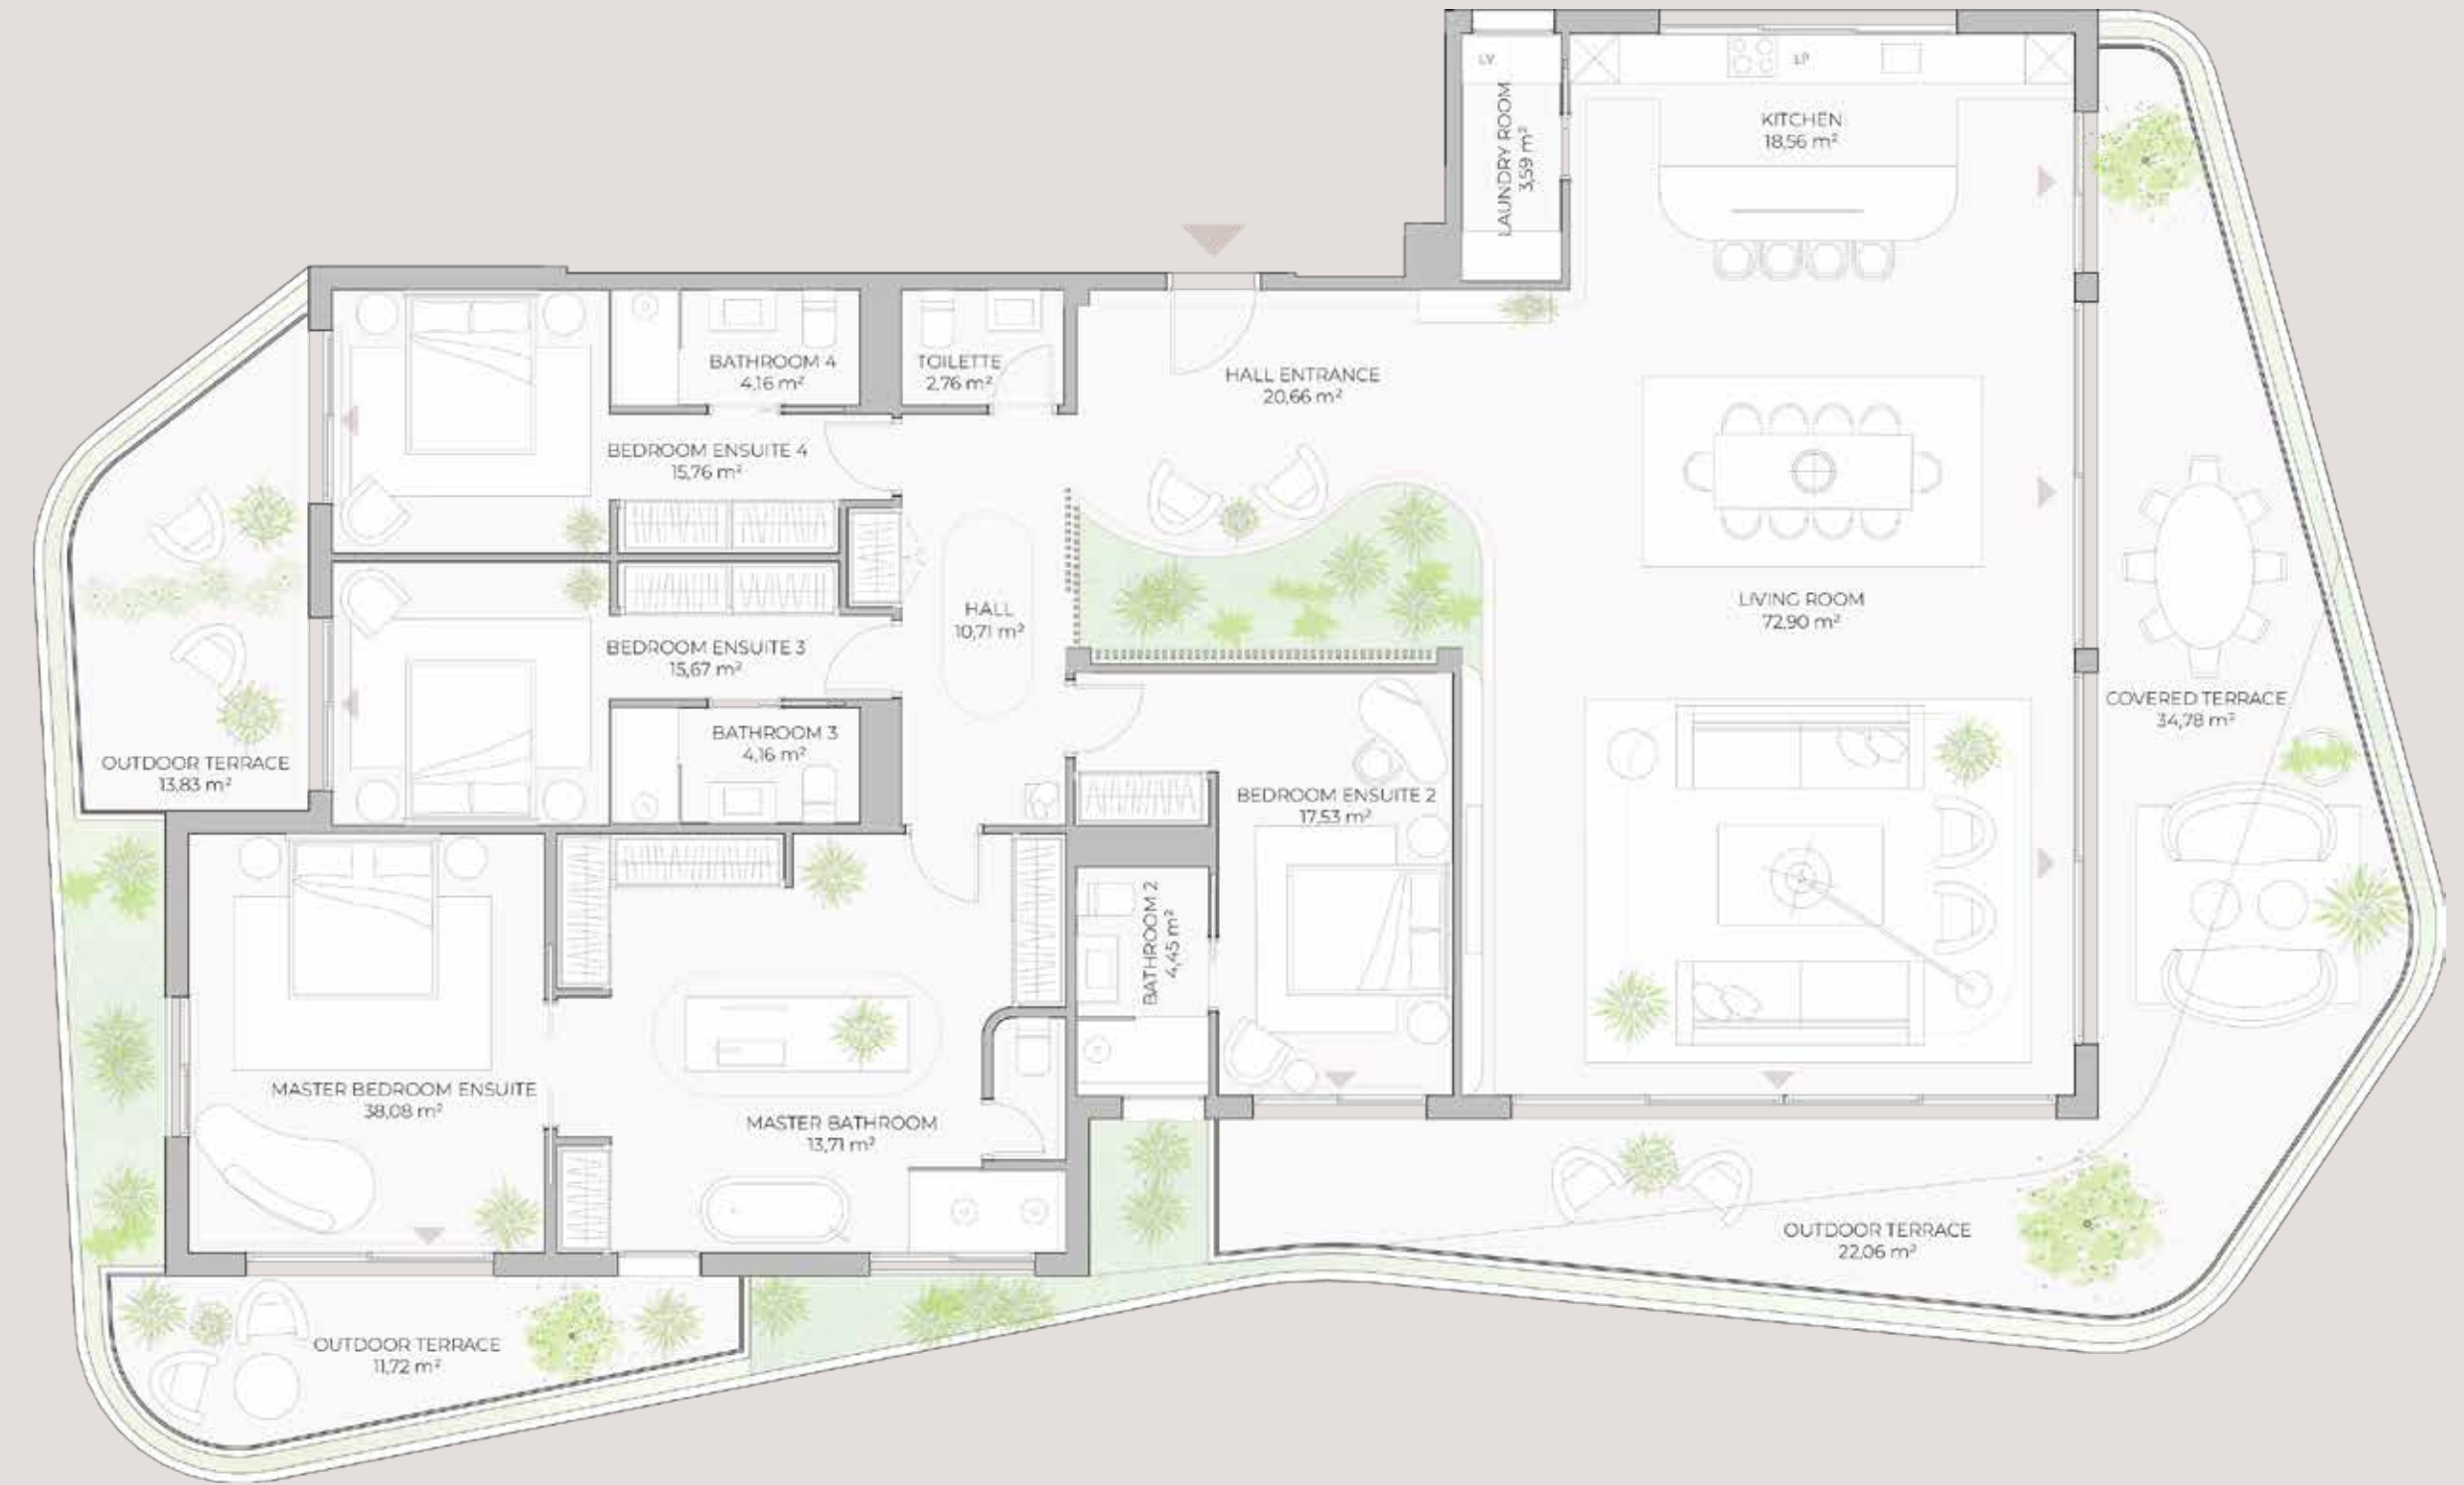 LV
LP
LAUNDRY ROOM
3,59 m²
KITCHEN
18,56 m²
BATHROOM 4
4,16 m²
TOILETTE
2,76 m²
HALL ENTRANCE
20,66 m²
BEDROOM ENSUITE 4
15,76 m²
HALL
10,71 m²
LIVING ROOM
72,90 m²
BEDROOM ENSUITE 3
15,67 m²
COVERED TERRACE
34,78 m²
BATHROOM 3
4,16 m²
OUTDOOR TERRACE
13,83 m²
BEDROOM ENSUITE 2
17,53 m²
BATHROOM 2
4,45 m²
MASTER BEDROOM ENSUITE
38,08 m²
MASTER BATHROOM
13,71 m²
OUTDOOR TERRACE
22,06 m²
OUTDOOR TERRACE
11,72 m²